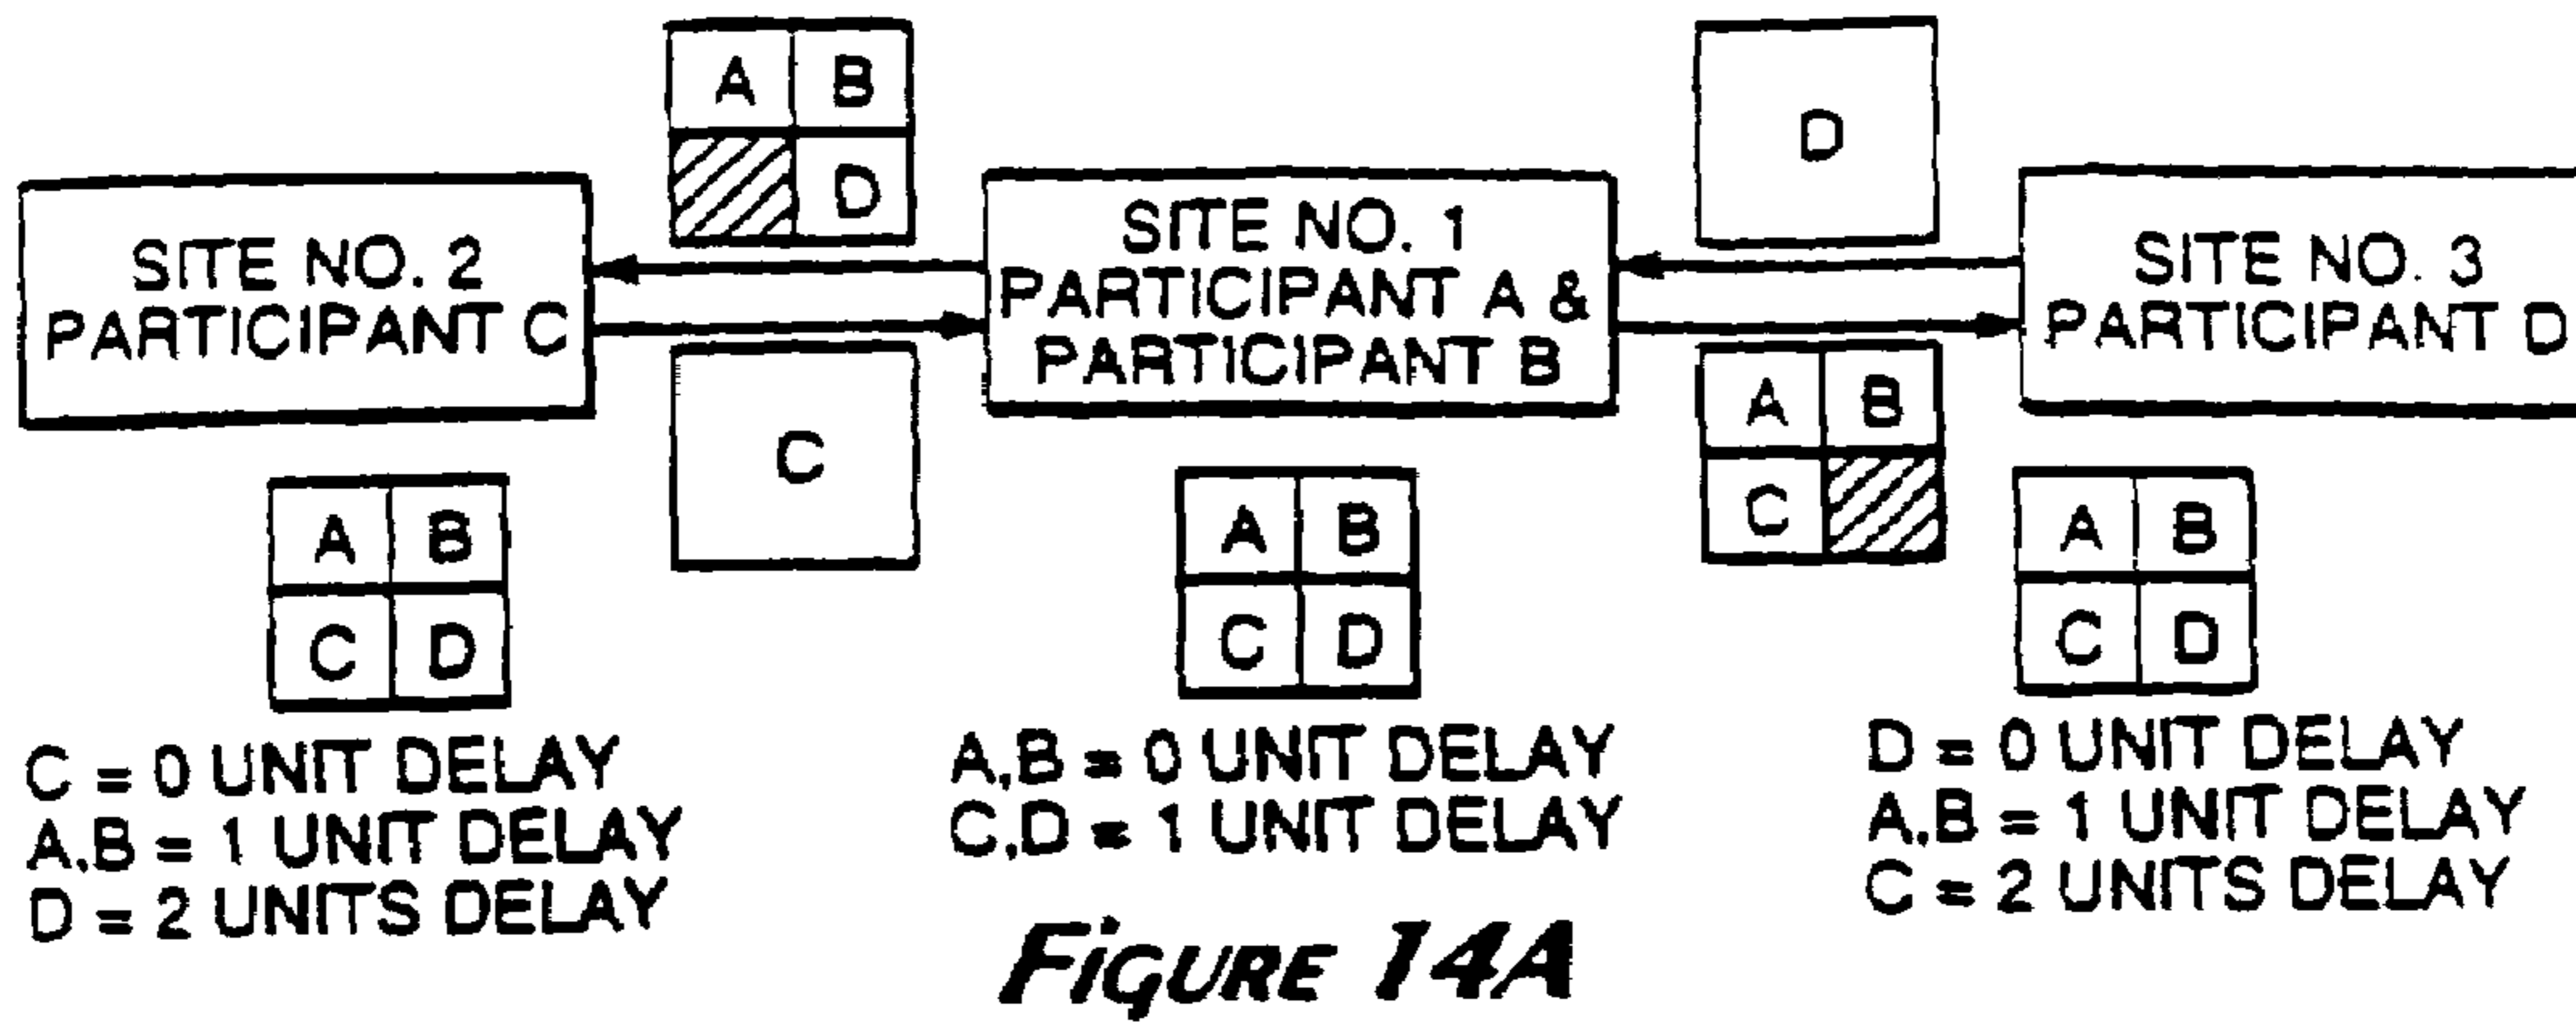 A B
D
D
SITE NO. 2
PARTICIPANT C
SITE NO. 1
PARTICIPANT A &
PARTICIPANT B
SITE NO. 3
PARTICIPANT D
C
A B
C
A B
C D
A B
C D
A B
C D
C = 0 UNIT DELAY
A,B = 1 UNIT DELAY
D = 2 UNITS DELAY
A,B = 0 UNIT DELAY
C,D = 1 UNIT DELAY
D = 0 UNIT DELAY
A,B = 1 UNIT DELAY
C = 2 UNITS DELAY
FIGURE 14A